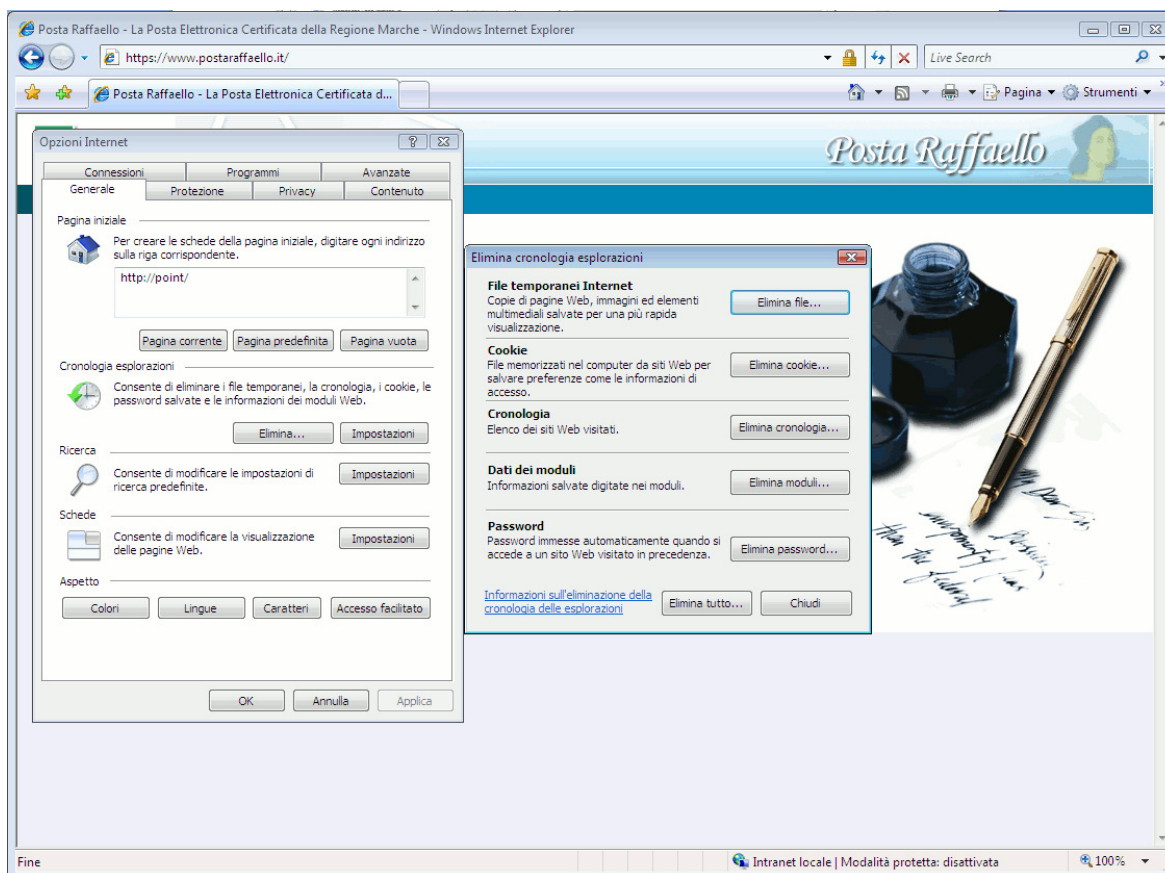 Posta Raffaello - La Posta Elettronica Certificata della Regione Marche - Windows Internet Explorer
https://www.postaraffaello.it/
Live Search
Posta Raffaello - La Posta Elettronica Certificata d...
Pagina
Strumenti
Posta Raffaello
Opzioni Internet
Connessioni Programmi Avanzate
Generale Protezione Privacy Contenuto
Pagina iniziale
Per creare le schede della pagina iniziale, digitare ogni indirizzo
sulla riga corrispondente.
http://point/
Pagina corrente Pagina predefinita Pagina vuota
Cronologia esplorazioni
Consente di eliminare i file temporanei, la cronologia, i cookie, le
password salvate e le informazioni dei moduli Web.
Elimina... Impostazioni
Ricerca
Consente di modificare le impostazioni di
ricerca predefinite.
Impostazioni
Schede
Consente di modificare la visualizzazione
delle pagine Web.
Impostazioni
Aspetto
Colori Lingue Caratteri Accesso facilitato
OK Annulla Applica
Elimina cronologia esplorazioni
File temporanei Internet
Copie di pagine Web, immagini ed elementi
multimediali salvate per una più rapida
visualizzazione.
Elimina file...
Cookie
File memorizzati nel computer da siti Web per
salvare preferenze come le informazioni di
accesso.
Elimina cookie...
Cronologia
Elenco dei siti Web visitati.
Elimina cronologia...
Dati dei moduli
Informazioni salvate digitate nei moduli.
Elimina moduli...
Password
Password immesse automaticamente quando si
accede a un sito Web visitato in precedenza.
Elimina password...
Informazioni sull'eliminazione della
cronologia delle esplorazioni
Elimina tutto... Chiudi
My Dear Sir,
than the federal
Fine
Intranet locale | Modalità protetta: disattivata
100%